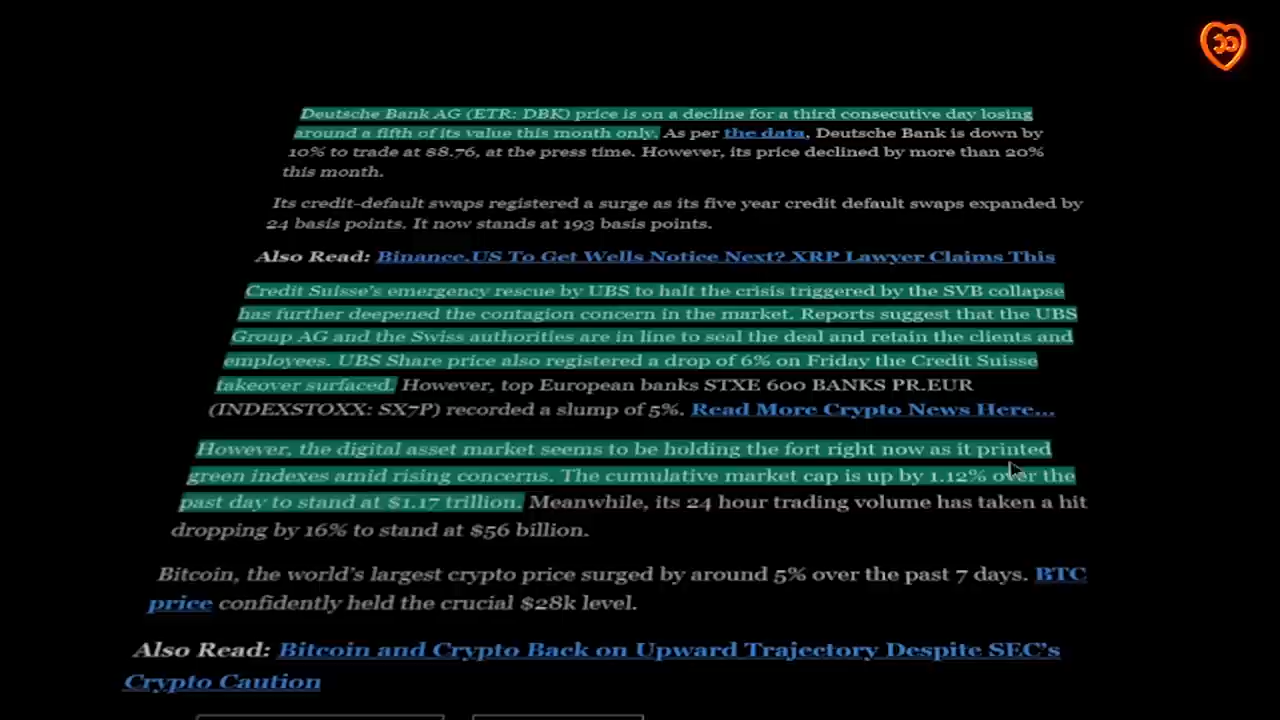 Deutsche Bank AG (ETR: DBK) price is on a decline for a third consecutive day losing
around a fifth of its value this month only. As per the data, Deutsche Bank is down by
10% to trade at $8.76, at the press time. However, its price declined by more than 20%
this month.
Its credit-default swaps registered a surge as its five year credit default swaps expanded by
24 basis points. It now stands at 193 basis points.
Also Read: Binance.US To Get Wells Notice Next? XRP Lawyer Claims This
Credit Suisse's emergency rescue by UBS to halt the crisis triggered by the SVB collapse
has further deepened the contagion concern in the market. Reports suggest that the UBS
Group AG and the Swiss authorities are in line to seal the deal and retain the clients and
employees. UBS Share price also registered a drop of 6% on Friday the Credit Suisse
takeover surfaced. However, top European banks STXE 600 BANKS PR.EUR
(INDEXSTOXX: SX7P) recorded a slump of 5%. Read More Crypto News Here...
However, the digital asset market seems to be holding the fort right now as it printed
green indexes amid rising concerns. The cumulative market cap is up by 1.12% over the
past day to stand at $1.17 trillion. Meanwhile, its 24 hour trading volume has taken a hit
dropping by 16% to stand at $56 billion.
Bitcoin, the world's largest crypto price surged by around 5% over the past 7 days. BTC
price confidently held the crucial $28k level.
Also Read: Bitcoin and Crypto Back on Upward Trajectory Despite SEC's
Crypto Caution